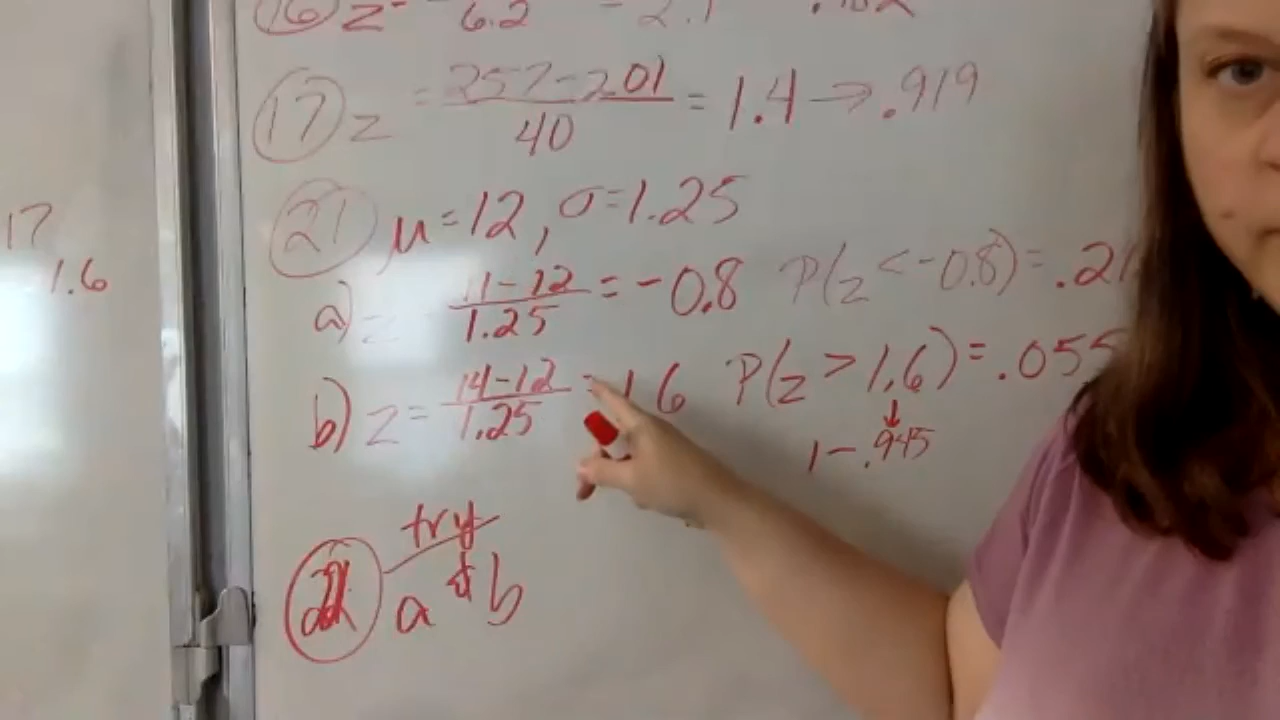 17
1.6
16 z = 6.2 = 2.1
17 z = 257-201 / 40 = 1.4 → .919
21 μ=12, σ=1.25
a) z 11-12 / 1.25 = -0.8 P(z < -0.8) = .21
b) z = 14-12 / 1.25 = 1.6 P(z > 1.6) = .055
↓
1 - .945
try
22 a & b